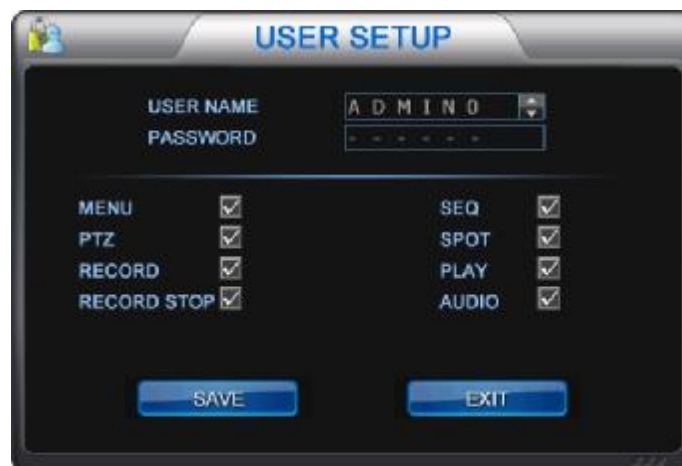 USER SETUP
USER NAME A D M I N 0
PASSWORD - - - - - -
MENU SEQ
PTZ SPOT
RECORD PLAY
RECORD STOP AUDIO
SAVE EXIT